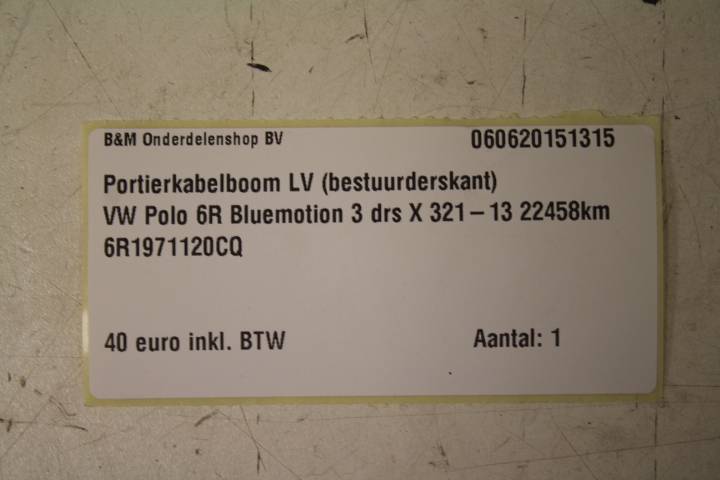 B&M Onderdelenshop BV 060620151315
Portierkabelboom LV (bestuurderskant)
VW Polo 6R Bluemotion 3 drs X 321-13 22458km
6R1971120CQ
40 euro inkl. BTW Aantal: 1